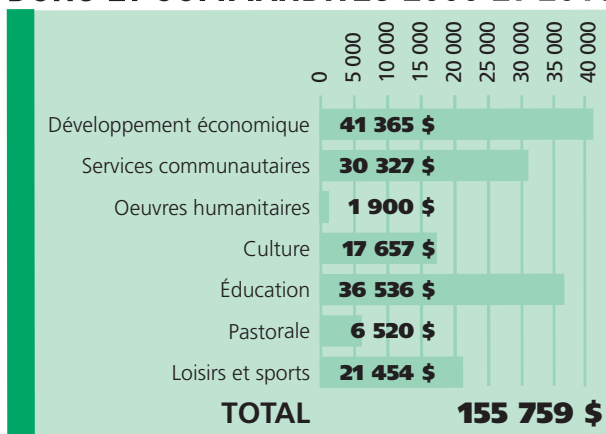 0 5 000 10 000 15 000 20 000 25 000 30 000 35 000 40 000
Développement économique 41 365 $
Services communautaires 30 327 $
Oeuvres humanitaires 1 900 $
Culture 17 657 $
Éducation 36 536 $
Pastorale 6 520 $
Loisirs et sports 21 454 $
TOTAL 155 759 $